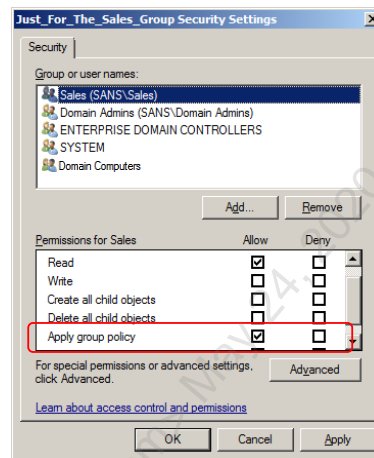 Just_For_The_Sales_Group Security Settings
Security
Group or user names:
Sales (SANS\Sales)
Domain Admins (SANS\Domain Admins)
ENTERPRISE DOMAIN CONTROLLERS
SYSTEM
Domain Computers
Add... Remove
Permissions for Sales Allow Deny
Read
Write
Create all child objects
Delete all child objects
Apply group policy
For special permissions or advanced settings, click Advanced.
Advanced
Learn about access control and permissions
OK Cancel Apply
May 24, 2020